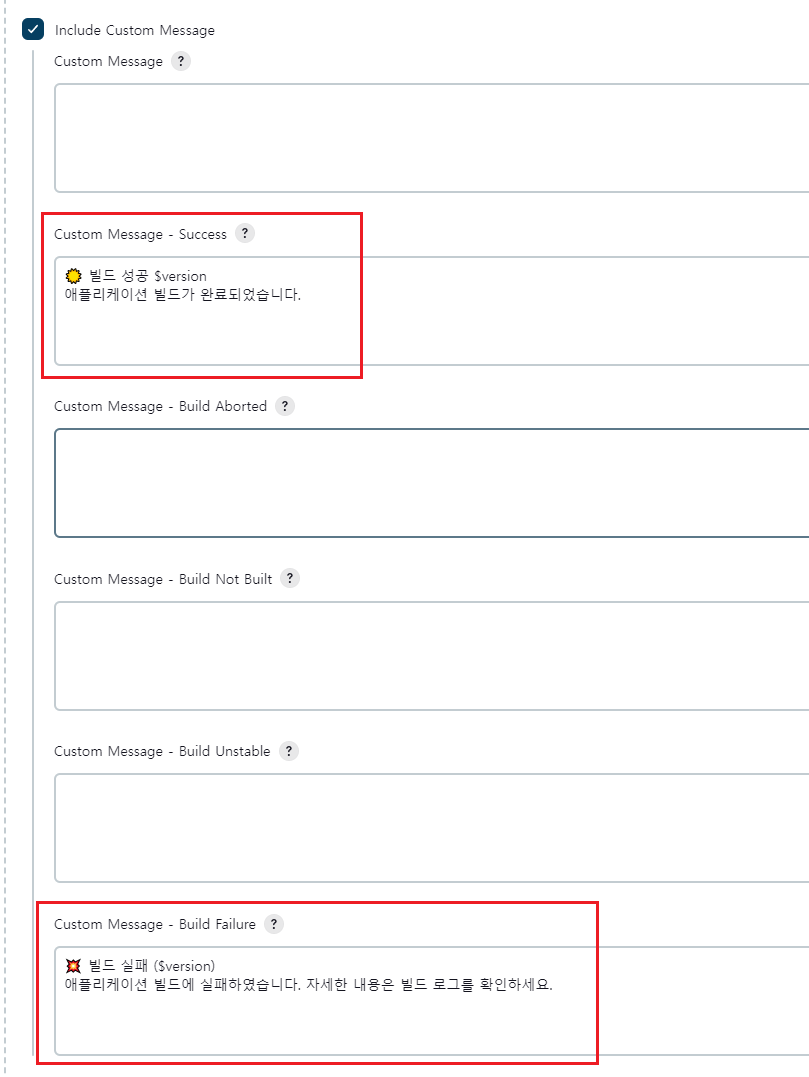 Include Custom Message
Custom Message ?
Custom Message - Success ?
🌟 빌드 성공 $version
애플리케이션 빌드가 완료되었습니다.
Custom Message - Build Aborted ?
Custom Message - Build Not Built ?
Custom Message - Build Unstable ?
Custom Message - Build Failure ?
💥 빌드 실패 ($version)
애플리케이션 빌드에 실패하였습니다. 자세한 내용은 빌드 로그를 확인하세요.